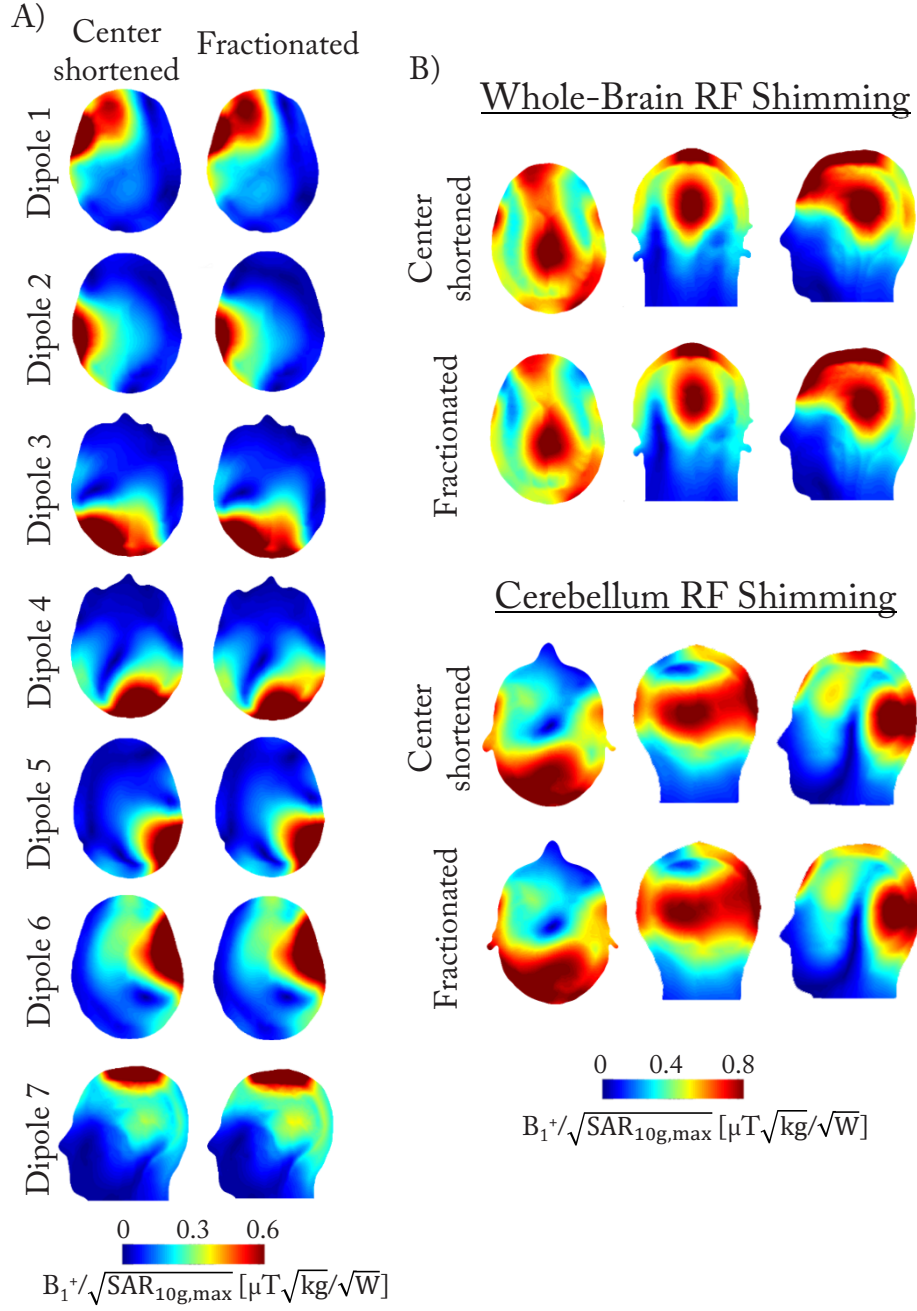 A)
Center
shortened
Fractionated
Dipole 1
Dipole 2
Dipole 3
Dipole 4
Dipole 5
Dipole 6
Dipole 7
0 0.3 0.6
B₁⁺/√SAR₁₀g,max [μT√kg/√W]
B)
Whole-Brain RF Shimming
Center
shortened
Fractionated
Cerebellum RF Shimming
Center
shortened
Fractionated
0 0.4 0.8
B₁⁺/√SAR₁₀g,max [μT√kg/√W]